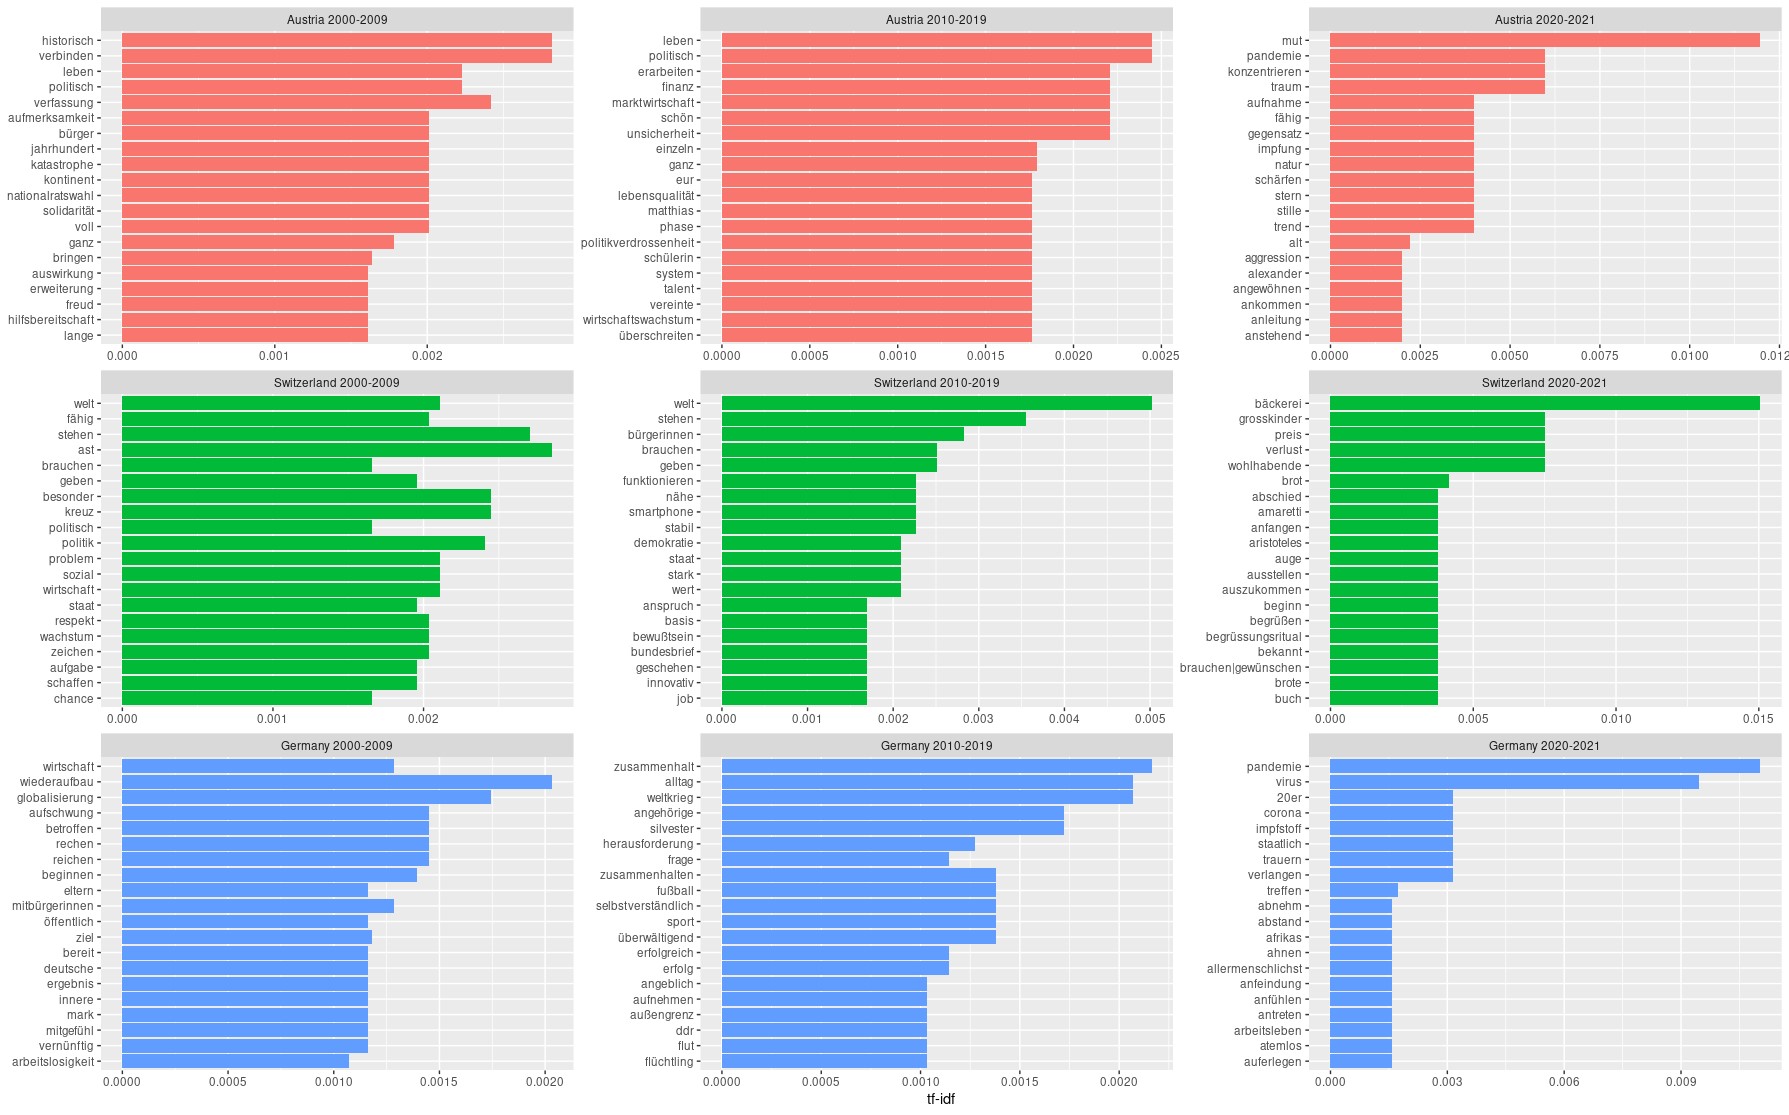 Austria 2000-2009
historisch
verbinden
leben
politisch
verfassung
aufmerksamkeit
bürger
jahrhundert
katastrophe
kontinent
nationalratswahl
solidarität
voll
ganz
bringen
auswirkung
erweiterung
freud
hilfsbereitschaft
lange
0.000 0.001 0.002
Austria 2010-2019
leben
politisch
erarbeiten
finanz
marktwirtschaft
schön
unsicherheit
einzeln
ganz
eur
lebensqualität
matthias
phase
politikverdrossenheit
schülerin
system
talent
vereinte
wirtschaftswachstum
überschreiten
0.0000 0.0005 0.0010 0.0015 0.0020 0.0025
Austria 2020-2021
mut
pandemie
konzentrieren
traum
aufnahme
fähig
gegensatz
impfung
natur
schärfen
stern
stille
trend
alt
aggression
alexander
angewöhnen
ankommen
anleitung
anstehend
0.0000 0.0025 0.0050 0.0075 0.0100 0.012
Switzerland 2000-2009
welt
fähig
stehen
ast
brauchen
geben
besonder
kreuz
politisch
politik
problem
sozial
wirtschaft
staat
respekt
wachstum
zeichen
aufgabe
schaffen
chance
0.000 0.001 0.002
Switzerland 2010-2019
welt
stehen
bürgerinnen
brauchen
geben
funktionieren
nähe
smartphone
stabil
demokratie
staat
stark
wert
anspruch
basis
bewußtsein
bundesbrief
geschehen
innovativ
job
0.000 0.001 0.002 0.003 0.004 0.005
Switzerland 2020-2021
bäckerei
grosskinder
preis
verlust
wohlhabende
brot
abschied
amaretti
anfangen
aristoteles
auge
ausstellen
auszukommen
beginn
begrüßen
begrüssungsritual
bekannt
brauchen|gewünschen
brote
buch
0.000 0.005 0.010 0.015
Germany 2000-2009
wirtschaft
wiederaufbau
globalisierung
aufschwung
betroffen
rechen
reichen
beginnen
eltern
mitbürgerinnen
öffentlich
ziel
bereit
deutsche
ergebnis
innere
mark
mitgefühl
vernünftig
arbeitslosigkeit
0.0000 0.0005 0.0010 0.0015 0.0020
Germany 2010-2019
zusammenhalt
alltag
weltkrieg
angehörige
silvester
herausforderung
frage
zusammenhalten
fußball
selbstverständlich
sport
überwältigend
erfolgreich
erfolg
angeblich
aufnehmen
außengrenz
ddr
flut
flüchtling
0.0000 0.0005 0.0010 0.0015 0.0020
Germany 2020-2021
pandemie
virus
20er
corona
impfstoff
staatlich
trauern
verlangen
treffen
abnehm
abstand
afrikas
ahnen
allermenschlichst
anfeindung
anfühlen
antreten
arbeitsleben
atemlos
auferlegen
0.000 0.003 0.006 0.009
tf-idf